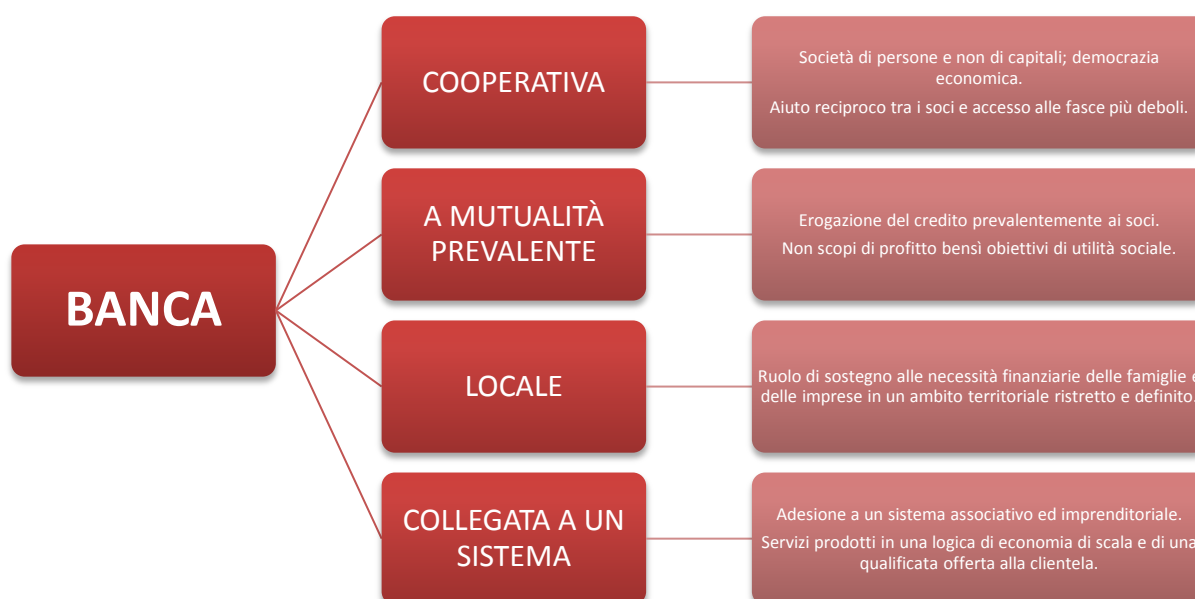 BANCA
COOPERATIVA
Società di persone e non di capitali; democrazia
economica.
Aiuto reciproco tra i soci e accesso alle fasce più deboli.
A MUTUALITÀ
PREVALENTE
Erogazione del credito prevalentemente ai soci.
Non scopi di profitto bensì obiettivi di utilità sociale.
LOCALE
Ruolo di sostegno alle necessità finanziarie delle famiglie e
delle imprese in un ambito territoriale ristretto e definito.
COLLEGATA A UN
SISTEMA
Adesione a un sistema associativo ed imprenditoriale.
Servizi prodotti in una logica di economia di scala e di una
qualificata offerta alla clientela.